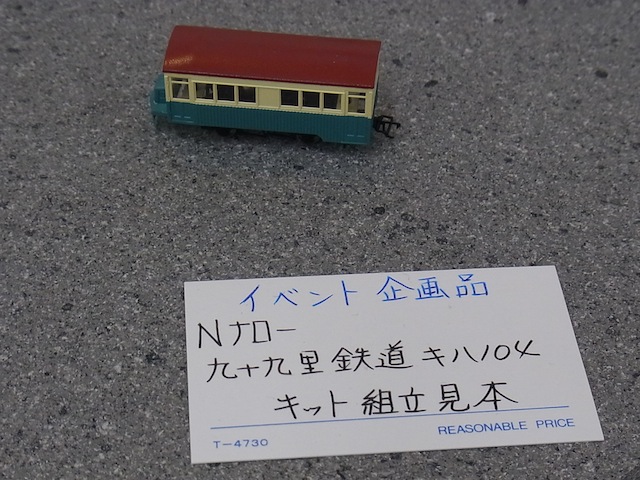 イベント 企画品
Nナロー
九十九里鉄道 キハ104
キット組立見本
T-4730
REASONABLE PRICE